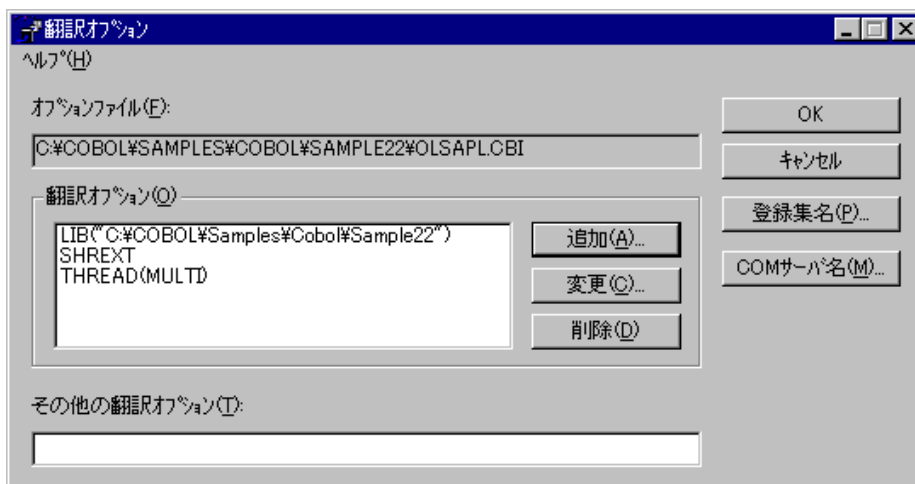 翻訳オプション
ヘルプ(H)
オプションファイル(F):
C:¥COBOL¥SAMPLES¥COBOL¥SAMPLE22¥OLSAPL.CBI
翻訳オプション(O)
LIB("C:¥COBOL¥Samples¥Cobol¥Sample22")
SHREXT
THREAD(MULTI)
追加(A)...
変更(C)...
削除(D)
その他の翻訳オプション(T):
OK
キャンセル
登録集名(P)...
COMサーバ名(M)...